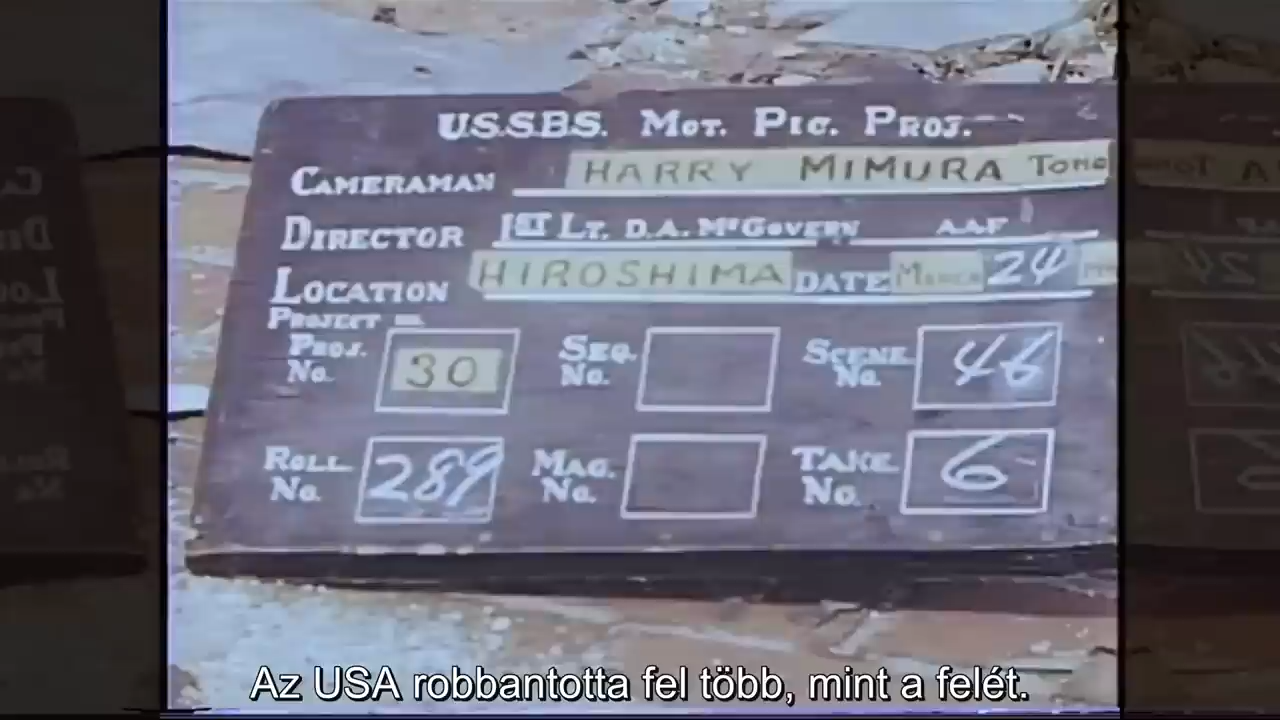 U.S.S.B.S. MOT. PIC. PROJ.
CAMERAMAN HARRY MIMURA
DIRECTOR 1ST LT. D.A. McGOVERN A.A.F
LOCATION HIROSHIMA DATE MARCH 24
PROJECT
PROJ. No. 30 SEQ. No. SCENE No. 46
ROLL No. 289 MAG. No. TAKE No. 6
Az USA robbantotta fel több, mint a felét.